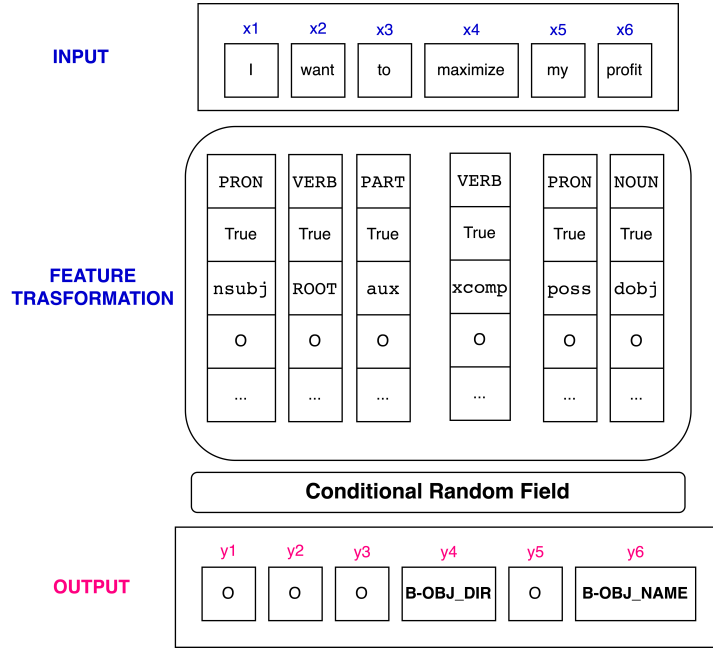 x1 x2 x3 x4 x5 x6
INPUT
I want to maximize my profit
PRON VERB PART VERB PRON NOUN
True True True True True True
FEATURE
TRASFORMATION
nsubj ROOT aux xcomp poss dobj
O O O O O O
... ... ... ... ... ...
Conditional Random Field
y1 y2 y3 y4 y5 y6
OUTPUT
O O O B-OBJ_DIR O B-OBJ_NAME